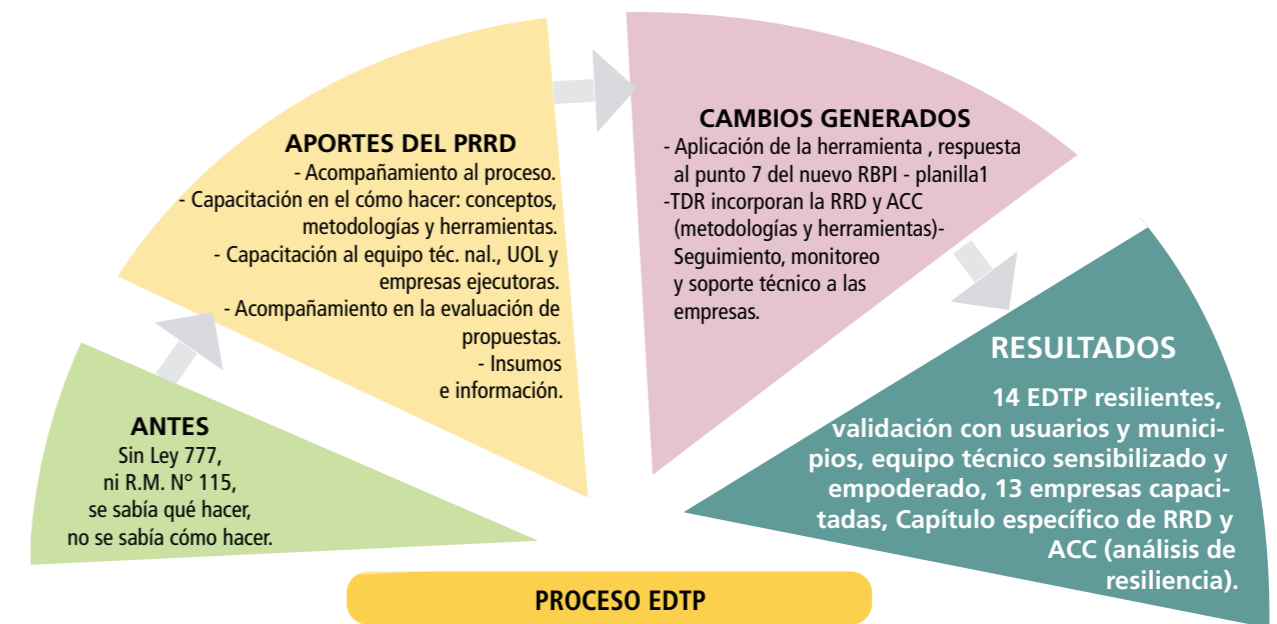 ANTES
Sin Ley 777,
ni R.M. N° 115,
se sabía qué hacer,
no se sabía cómo hacer.
APORTES DEL PRRD
- Acompañamiento al proceso.
- Capacitación en el cómo hacer: conceptos,
metodologías y herramientas.
- Capacitación al equipo téc. nal., UOL y
empresas ejecutoras.
- Acompañamiento en la evaluación de
propuestas.
- Insumos
e información.
CAMBIOS GENERADOS
- Aplicación de la herramienta , respuesta
al punto 7 del nuevo RBPI - planilla1
-TDR incorporan la RRD y ACC
(metodologías y herramientas)-
Seguimiento, monitoreo
y soporte técnico a las
empresas.
RESULTADOS
14 EDTP resilientes,
validación con usuarios y munici-
pios, equipo técnico sensibilizado y
empoderado, 13 empresas capaci-
tadas, Capítulo específico de RRD y
ACC (análisis de
resiliencia).
PROCESO EDTP